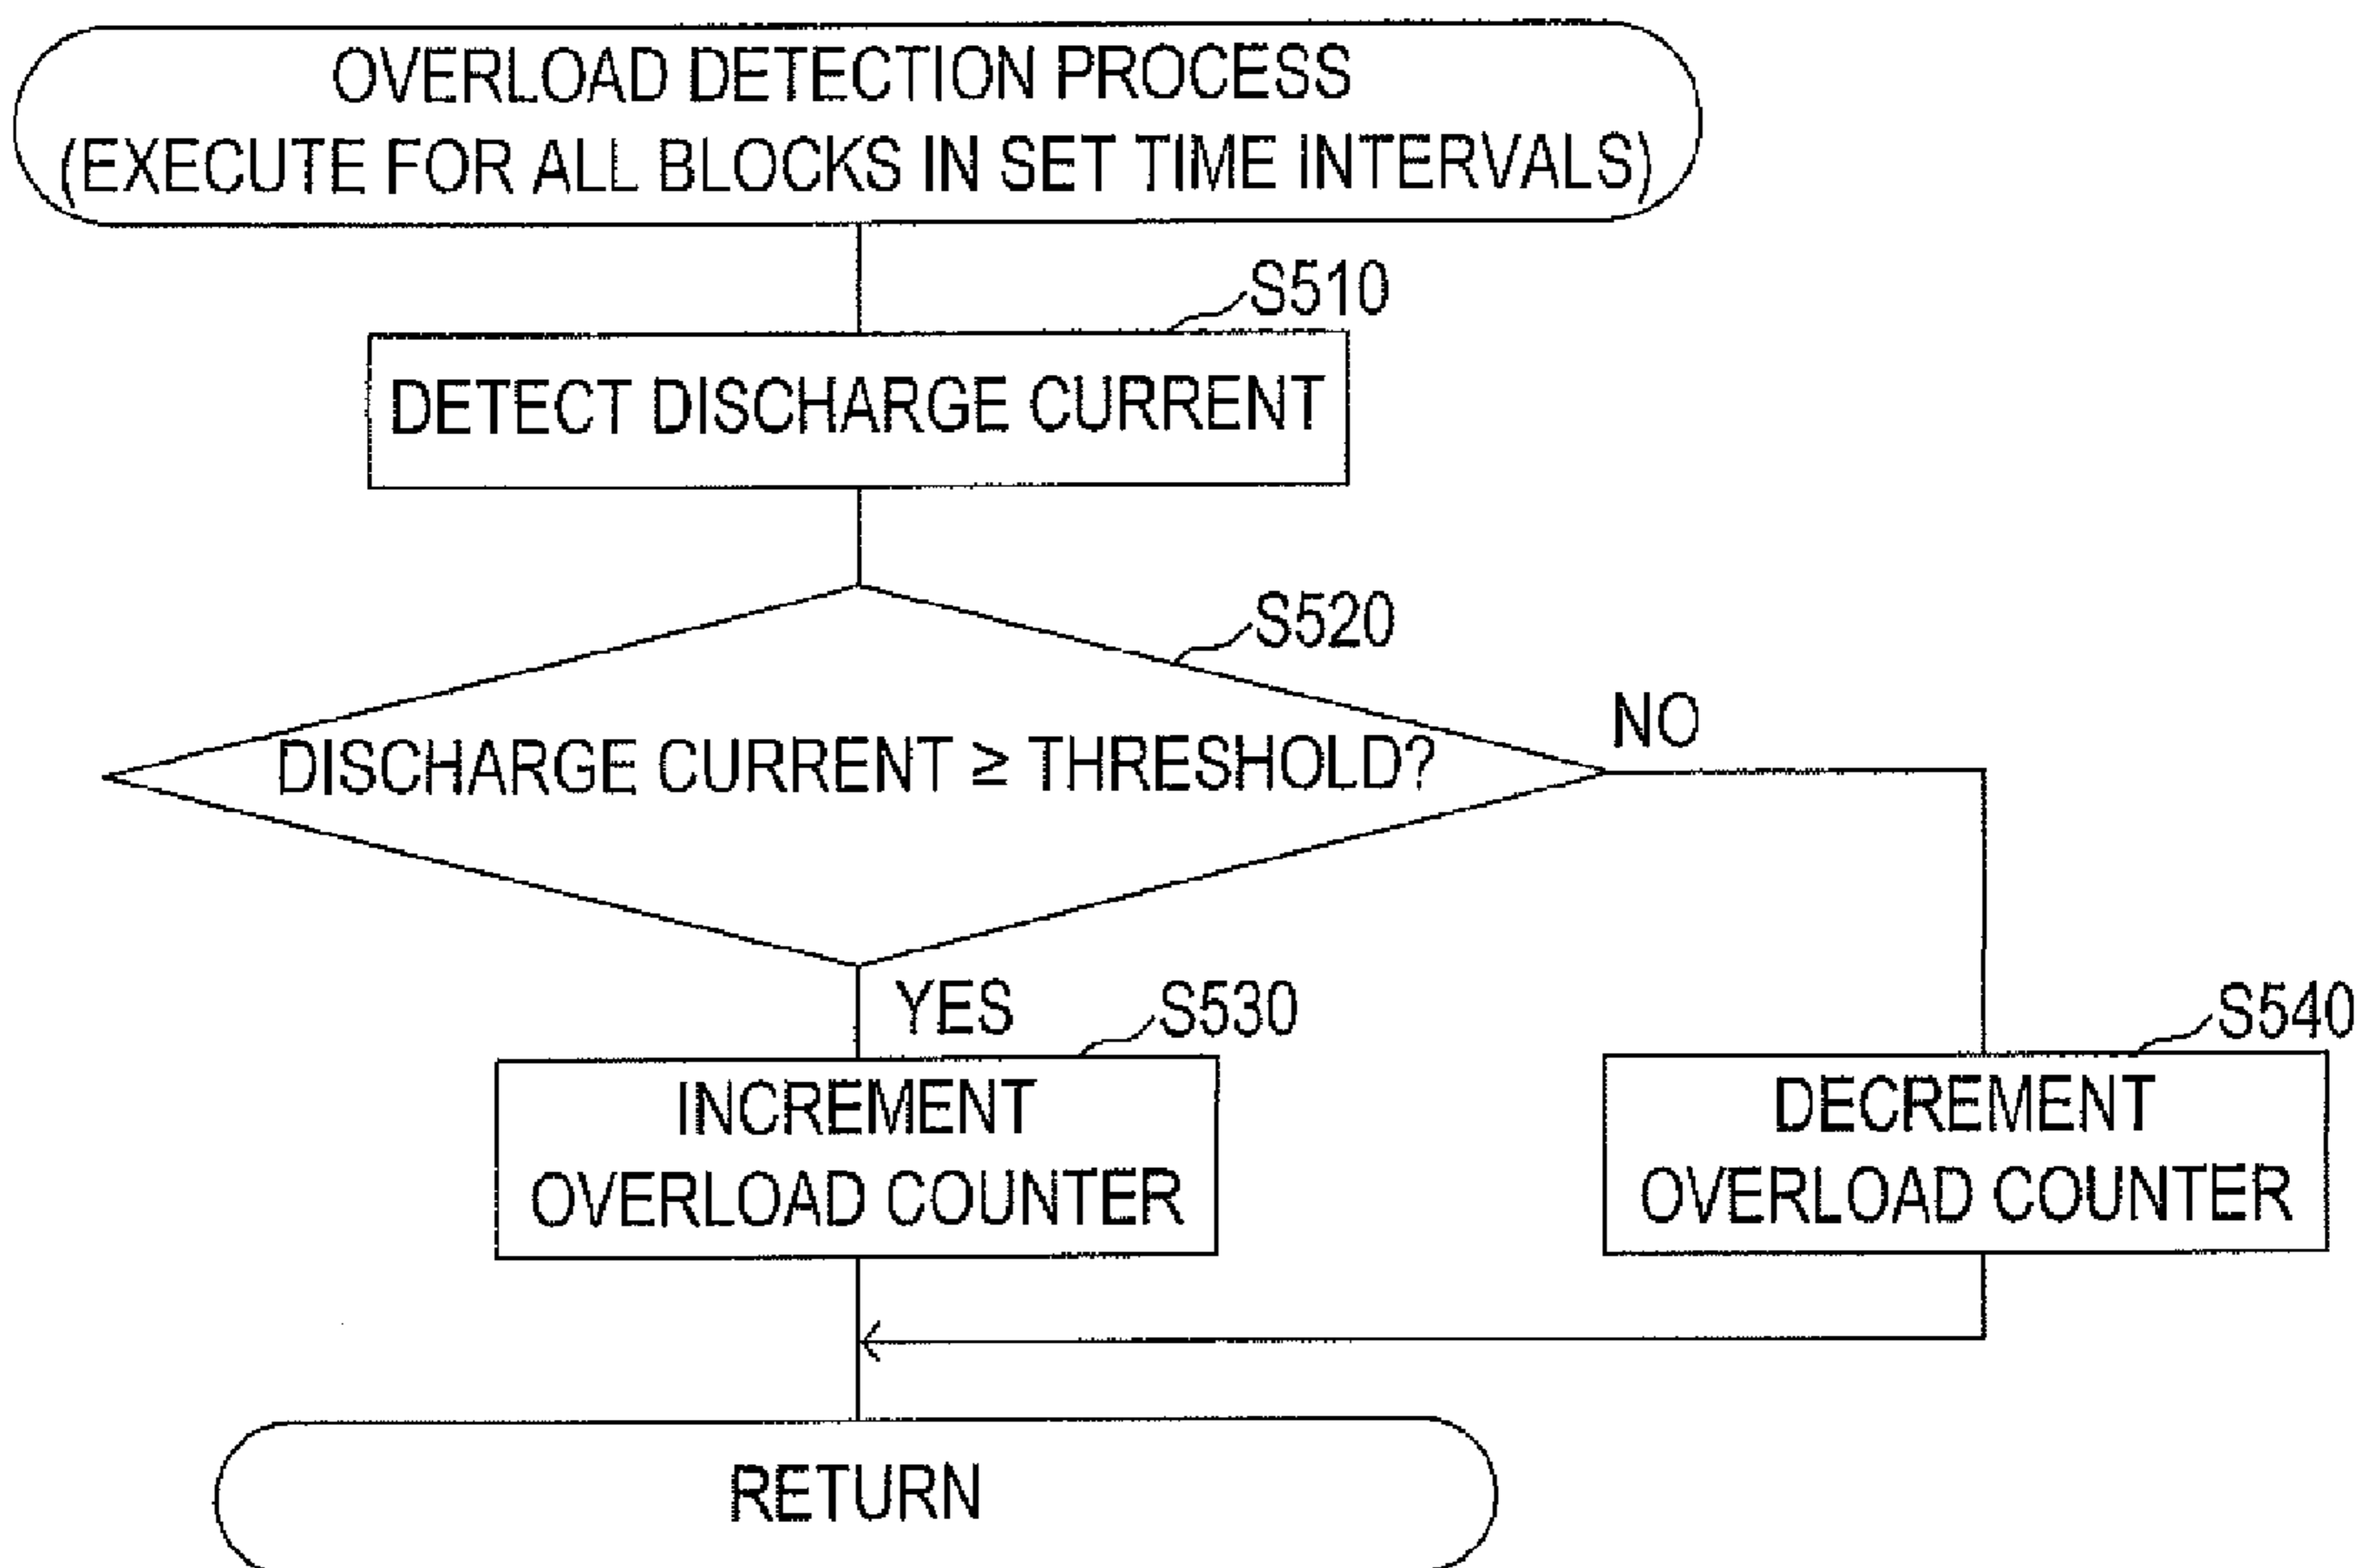 OVERLOAD DETECTION PROCESS
(EXECUTE FOR ALL BLOCKS IN SET TIME INTERVALS)
S510
DETECT DISCHARGE CURRENT
S520
DISCHARGE CURRENT ≥ THRESHOLD?
NO
YES
S530
INCREMENT
OVERLOAD COUNTER
S540
DECREMENT
OVERLOAD COUNTER
RETURN